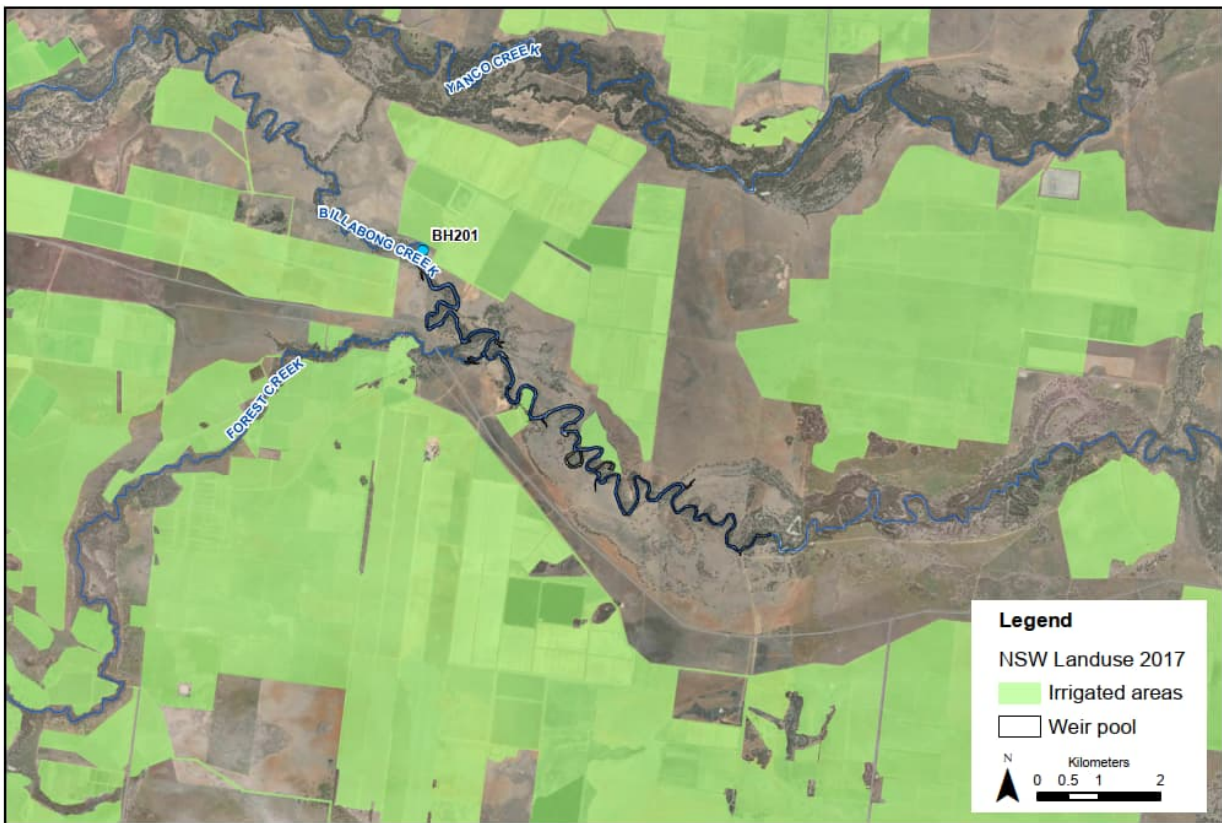 YANCO CREEK
BILLABONG CREEK
BH201
FOREST CREEK
Legend
NSW Landuse 2017
Irrigated areas
Weir pool
N
Kilometers
0 0.5 1 2